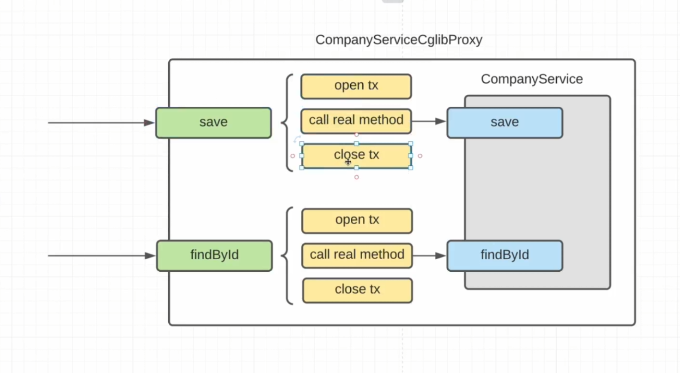 CompanyServiceCglibProxy
CompanyService
open tx
save
call real method
save
close tx
open tx
findById
call real method
findById
close tx